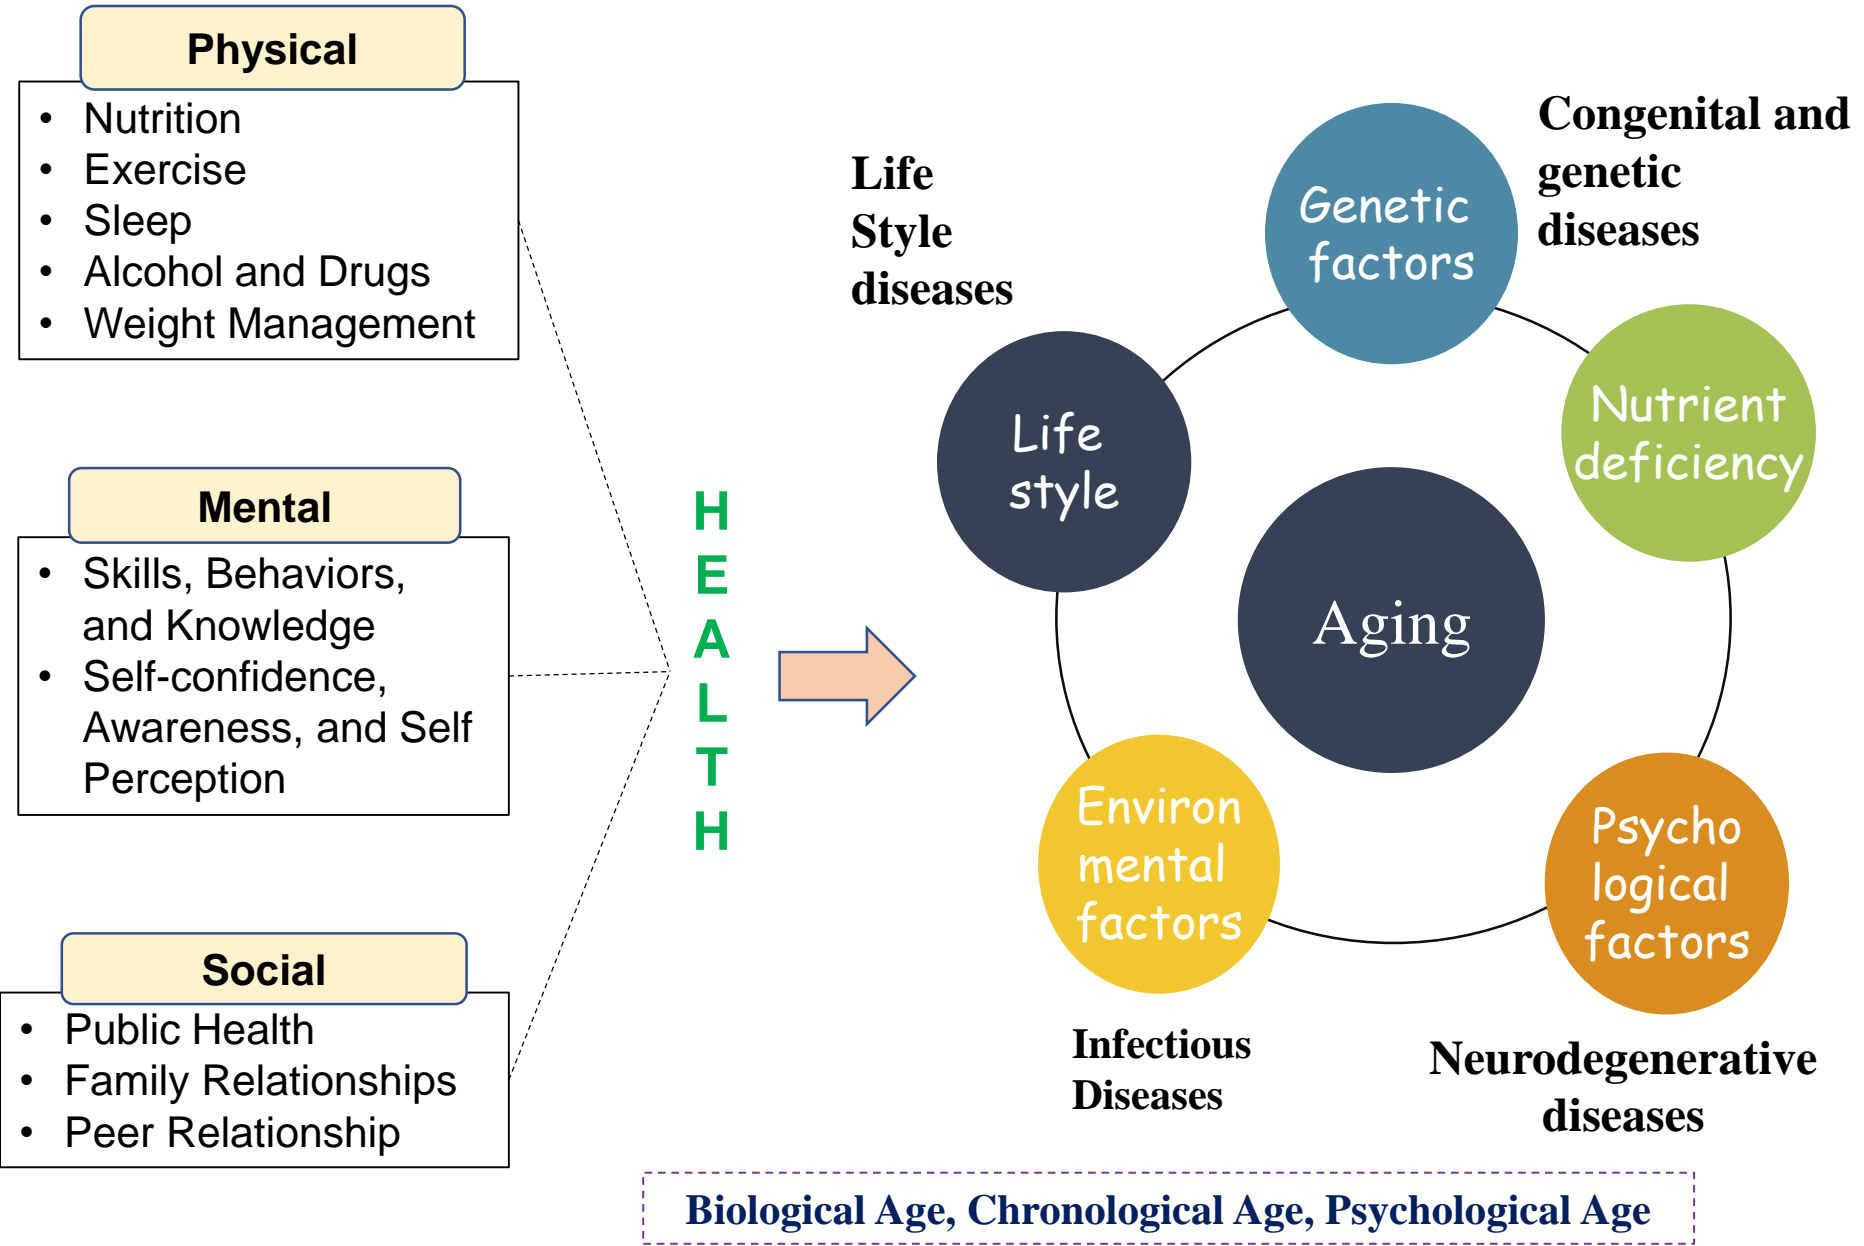 Physical
• Nutrition
• Exercise
• Sleep
• Alcohol and Drugs
• Weight Management
Mental
• Skills, Behaviors,
and Knowledge
• Self-confidence,
Awareness, and Self
Perception
Social
• Public Health
• Family Relationships
• Peer Relationship
H
E
A
L
T
H
Life
Style
diseases
Congenital and
genetic
diseases
Genetic
factors
Life
style
Nutrient
deficiency
Aging
Environ
mental
factors
Psycho
logical
factors
Infectious
Diseases
Neurodegenerative
diseases
Biological Age, Chronological Age, Psychological Age